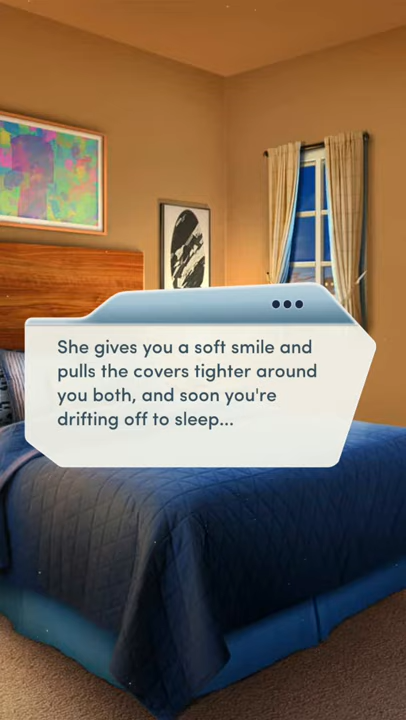 She gives you a soft smile and
pulls the covers tighter around
you both, and soon you're
drifting off to sleep...